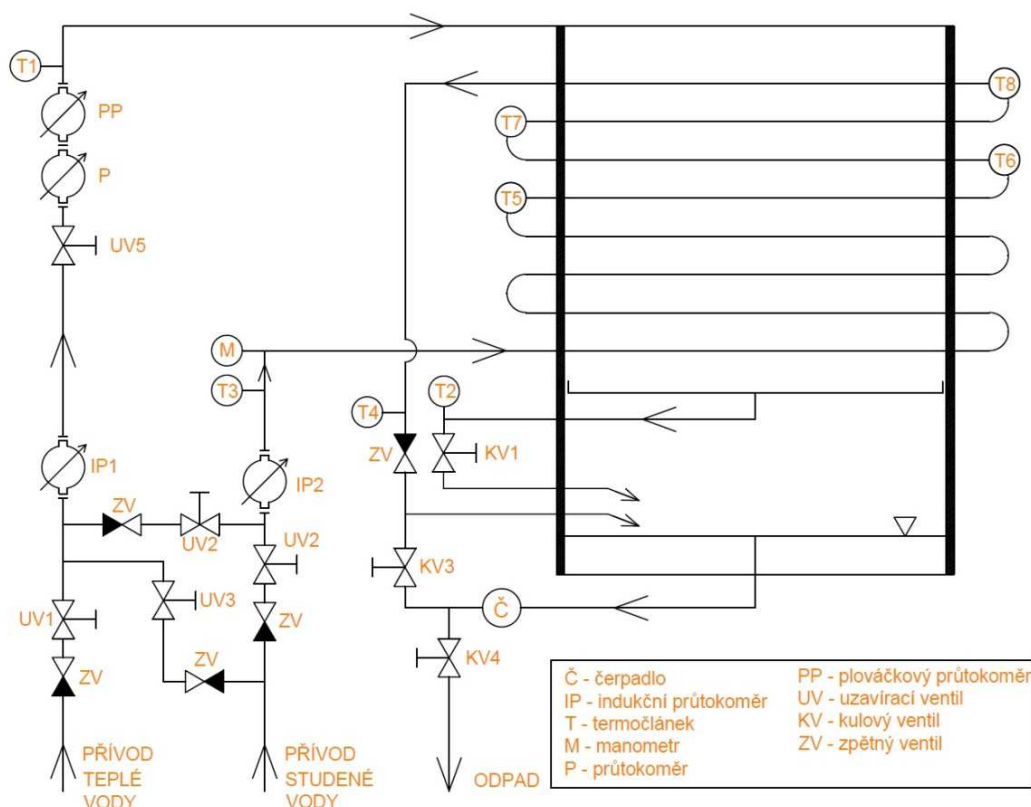 T1
PP
P
UV5
T8
T7
T6
T5
M
T3
T4
T2
ZV
KV1
IP1
IP2
ZV
UV2
UV2
UV3
KV3
UV1
ZV
Č
ZV
ZV
KV4
PŘÍVOD
TEPLÉ
VODY
PŘÍVOD
STUDENÉ
VODY
ODPAD
Č - čerpadlo
IP - indukční průtokoměr
T - termočlánek
M - manometr
P - průtokoměr
PP - plováčkový průtokoměr
UV - uzavírací ventil
KV - kulový ventil
ZV - zpětný ventil